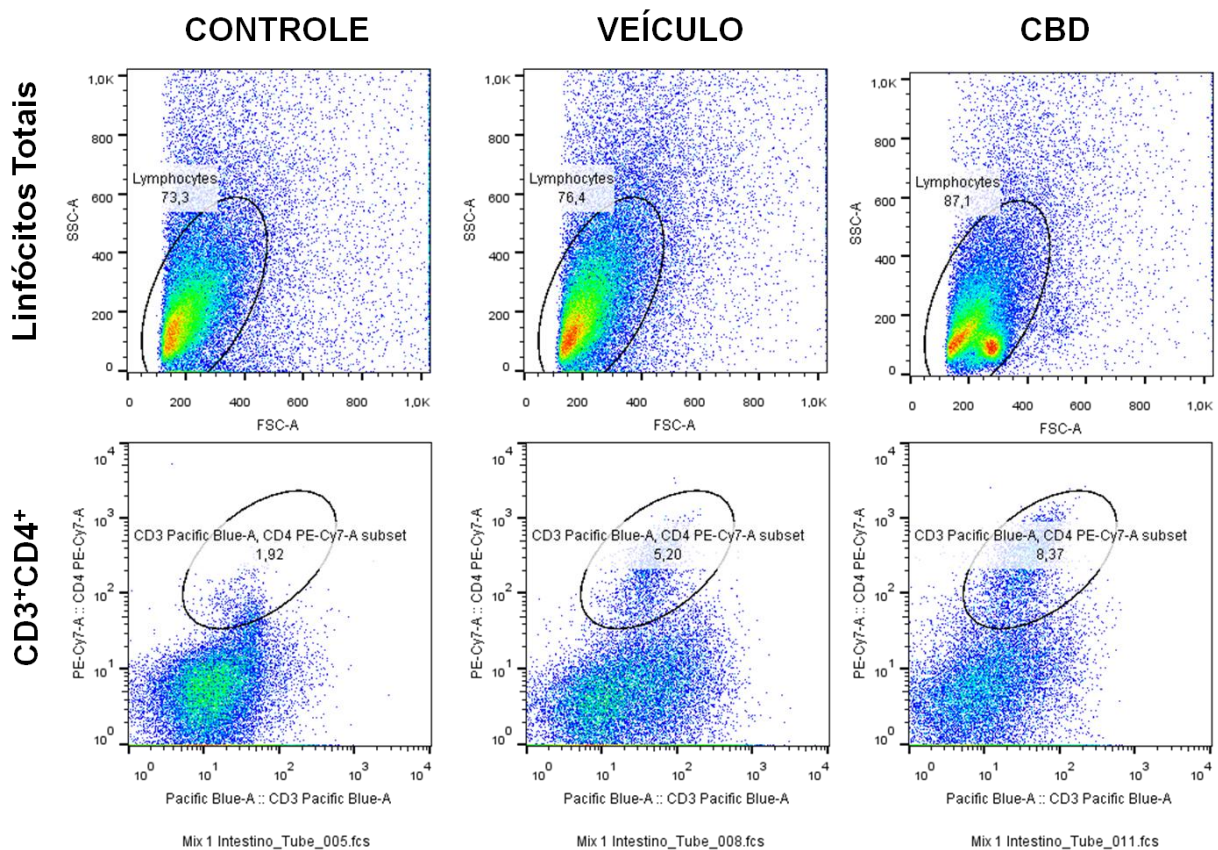 CONTROLE
VEÍCULO
CBD
Linfócitos Totais
1,0K
800
600
400
200
0
SSC-A
Lymphocytes
73,3
0 200 400 600 800 1,0K
FSC-A
1,0K
800
600
400
200
0
SSC-A
Lymphocytes
76,4
0 200 400 600 800 1,0K
FSC-A
1,0K
800
600
400
200
0
SSC-A
Lymphocytes
87,1
0 200 400 600 800 1,0K
FSC-A
CD3⁺CD4⁺
10⁴
10³
10²
10¹
10⁰
PE-Cy7-A :: CD4 PE-Cy7-A
CD3 Pacific Blue-A, CD4 PE-Cy7-A subset
1,92
10⁰ 10¹ 10² 10³ 10⁴
Pacific Blue-A :: CD3 Pacific Blue-A
Mix 1 Intestino_Tube_005.fcs
10⁴
10³
10²
10¹
10⁰
PE-Cy7-A :: CD4 PE-Cy7-A
CD3 Pacific Blue-A, CD4 PE-Cy7-A subset
5,20
10⁰ 10¹ 10² 10³ 10⁴
Pacific Blue-A :: CD3 Pacific Blue-A
Mix 1 Intestino_Tube_008.fcs
10⁴
10³
10²
10¹
10⁰
PE-Cy7-A :: CD4 PE-Cy7-A
CD3 Pacific Blue-A, CD4 PE-Cy7-A subset
8,37
10⁰ 10¹ 10² 10³ 10⁴
Pacific Blue-A :: CD3 Pacific Blue-A
Mix 1 Intestino_Tube_011.fcs